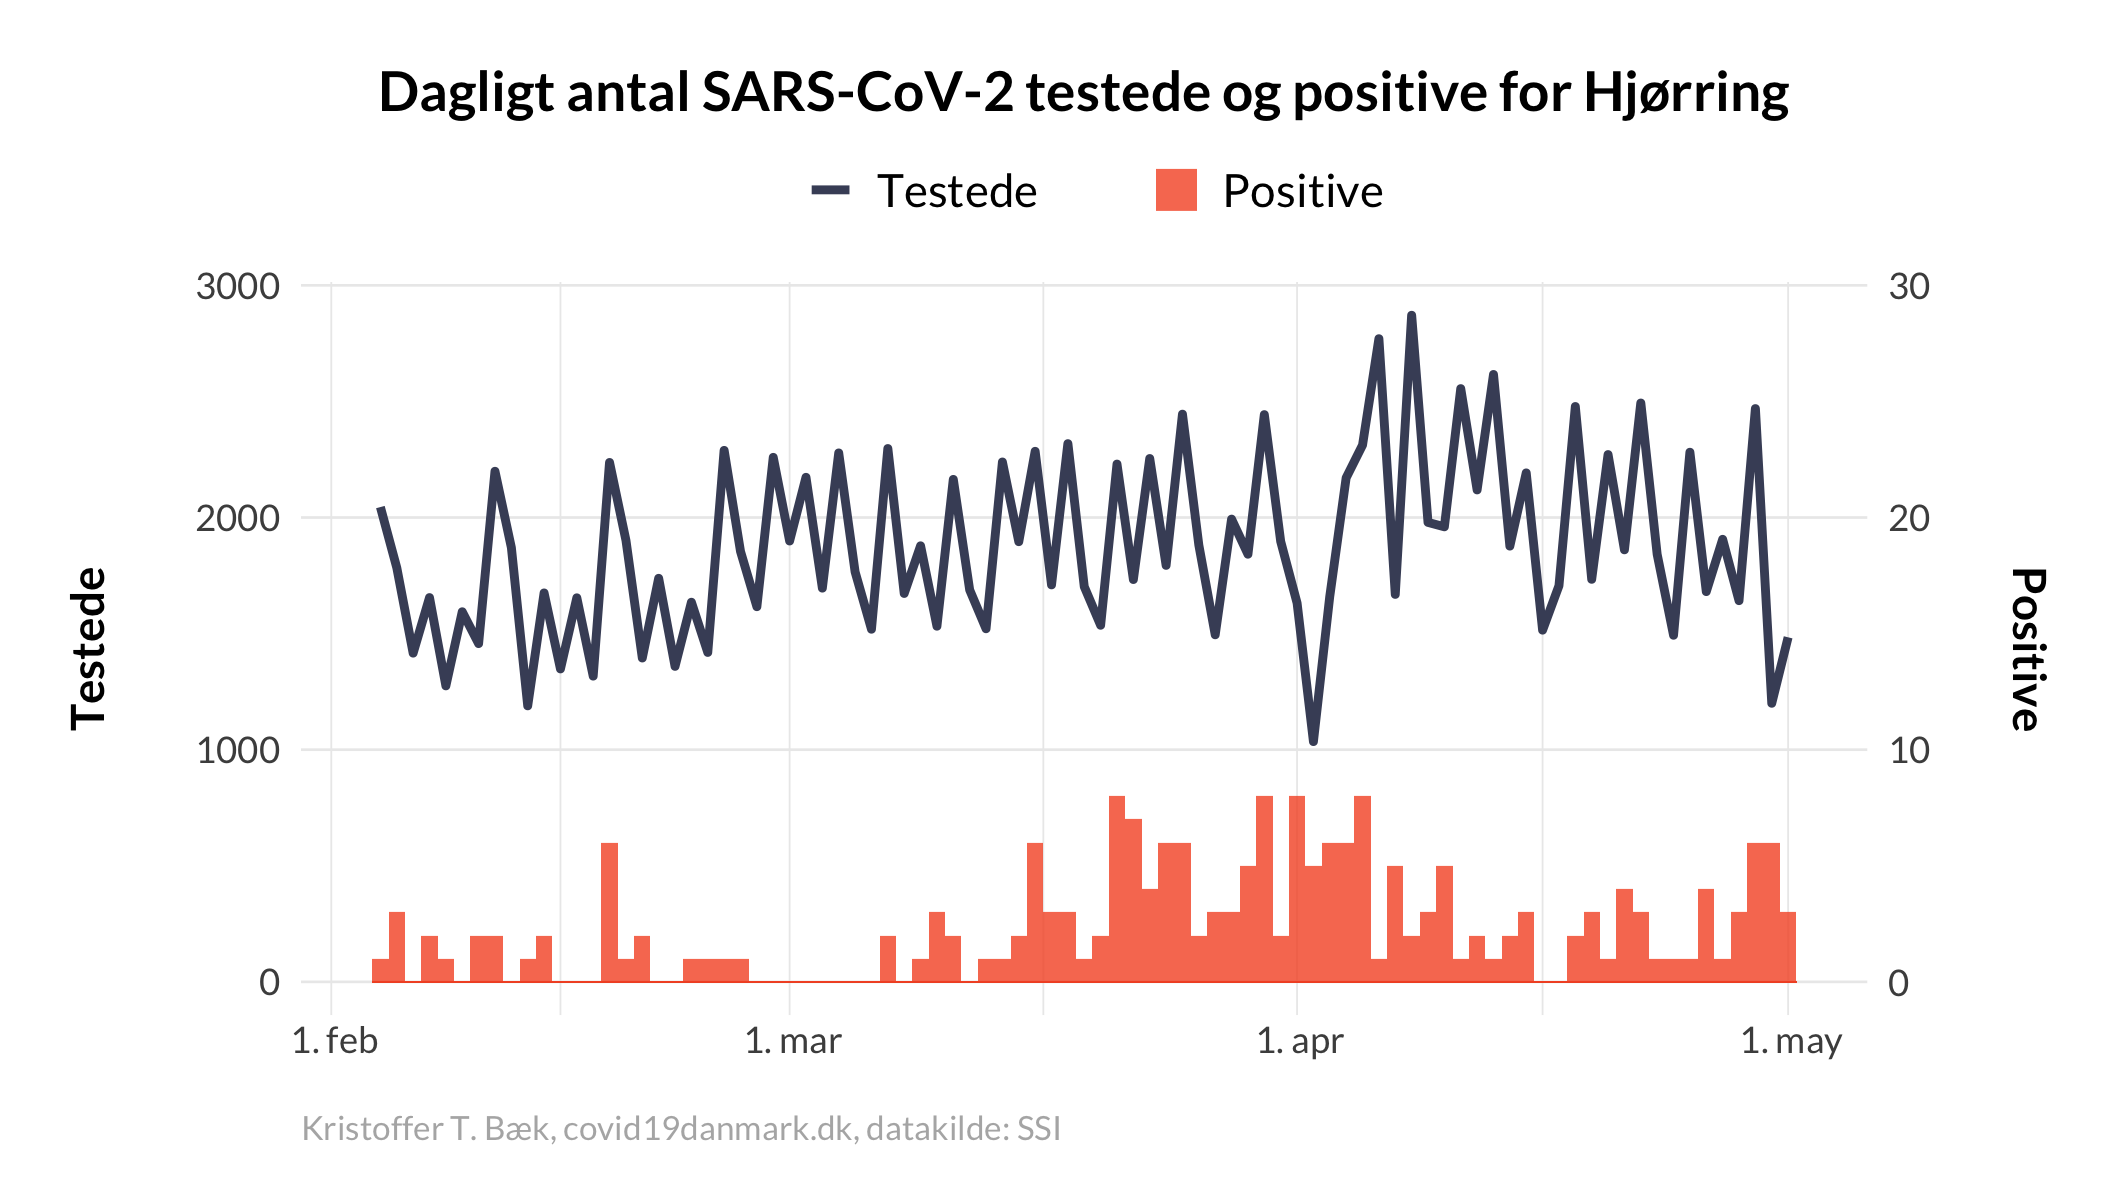 Dagligt antal SARS-CoV-2 testede og positive for Hjørring
Testede
Positive
3000
2000
1000
0
30
20
10
0
Testede
Positive
1. feb
1. mar
1. apr
1. may
Kristoffer T. Bæk, covid19danmark.dk, datakilde: SSI